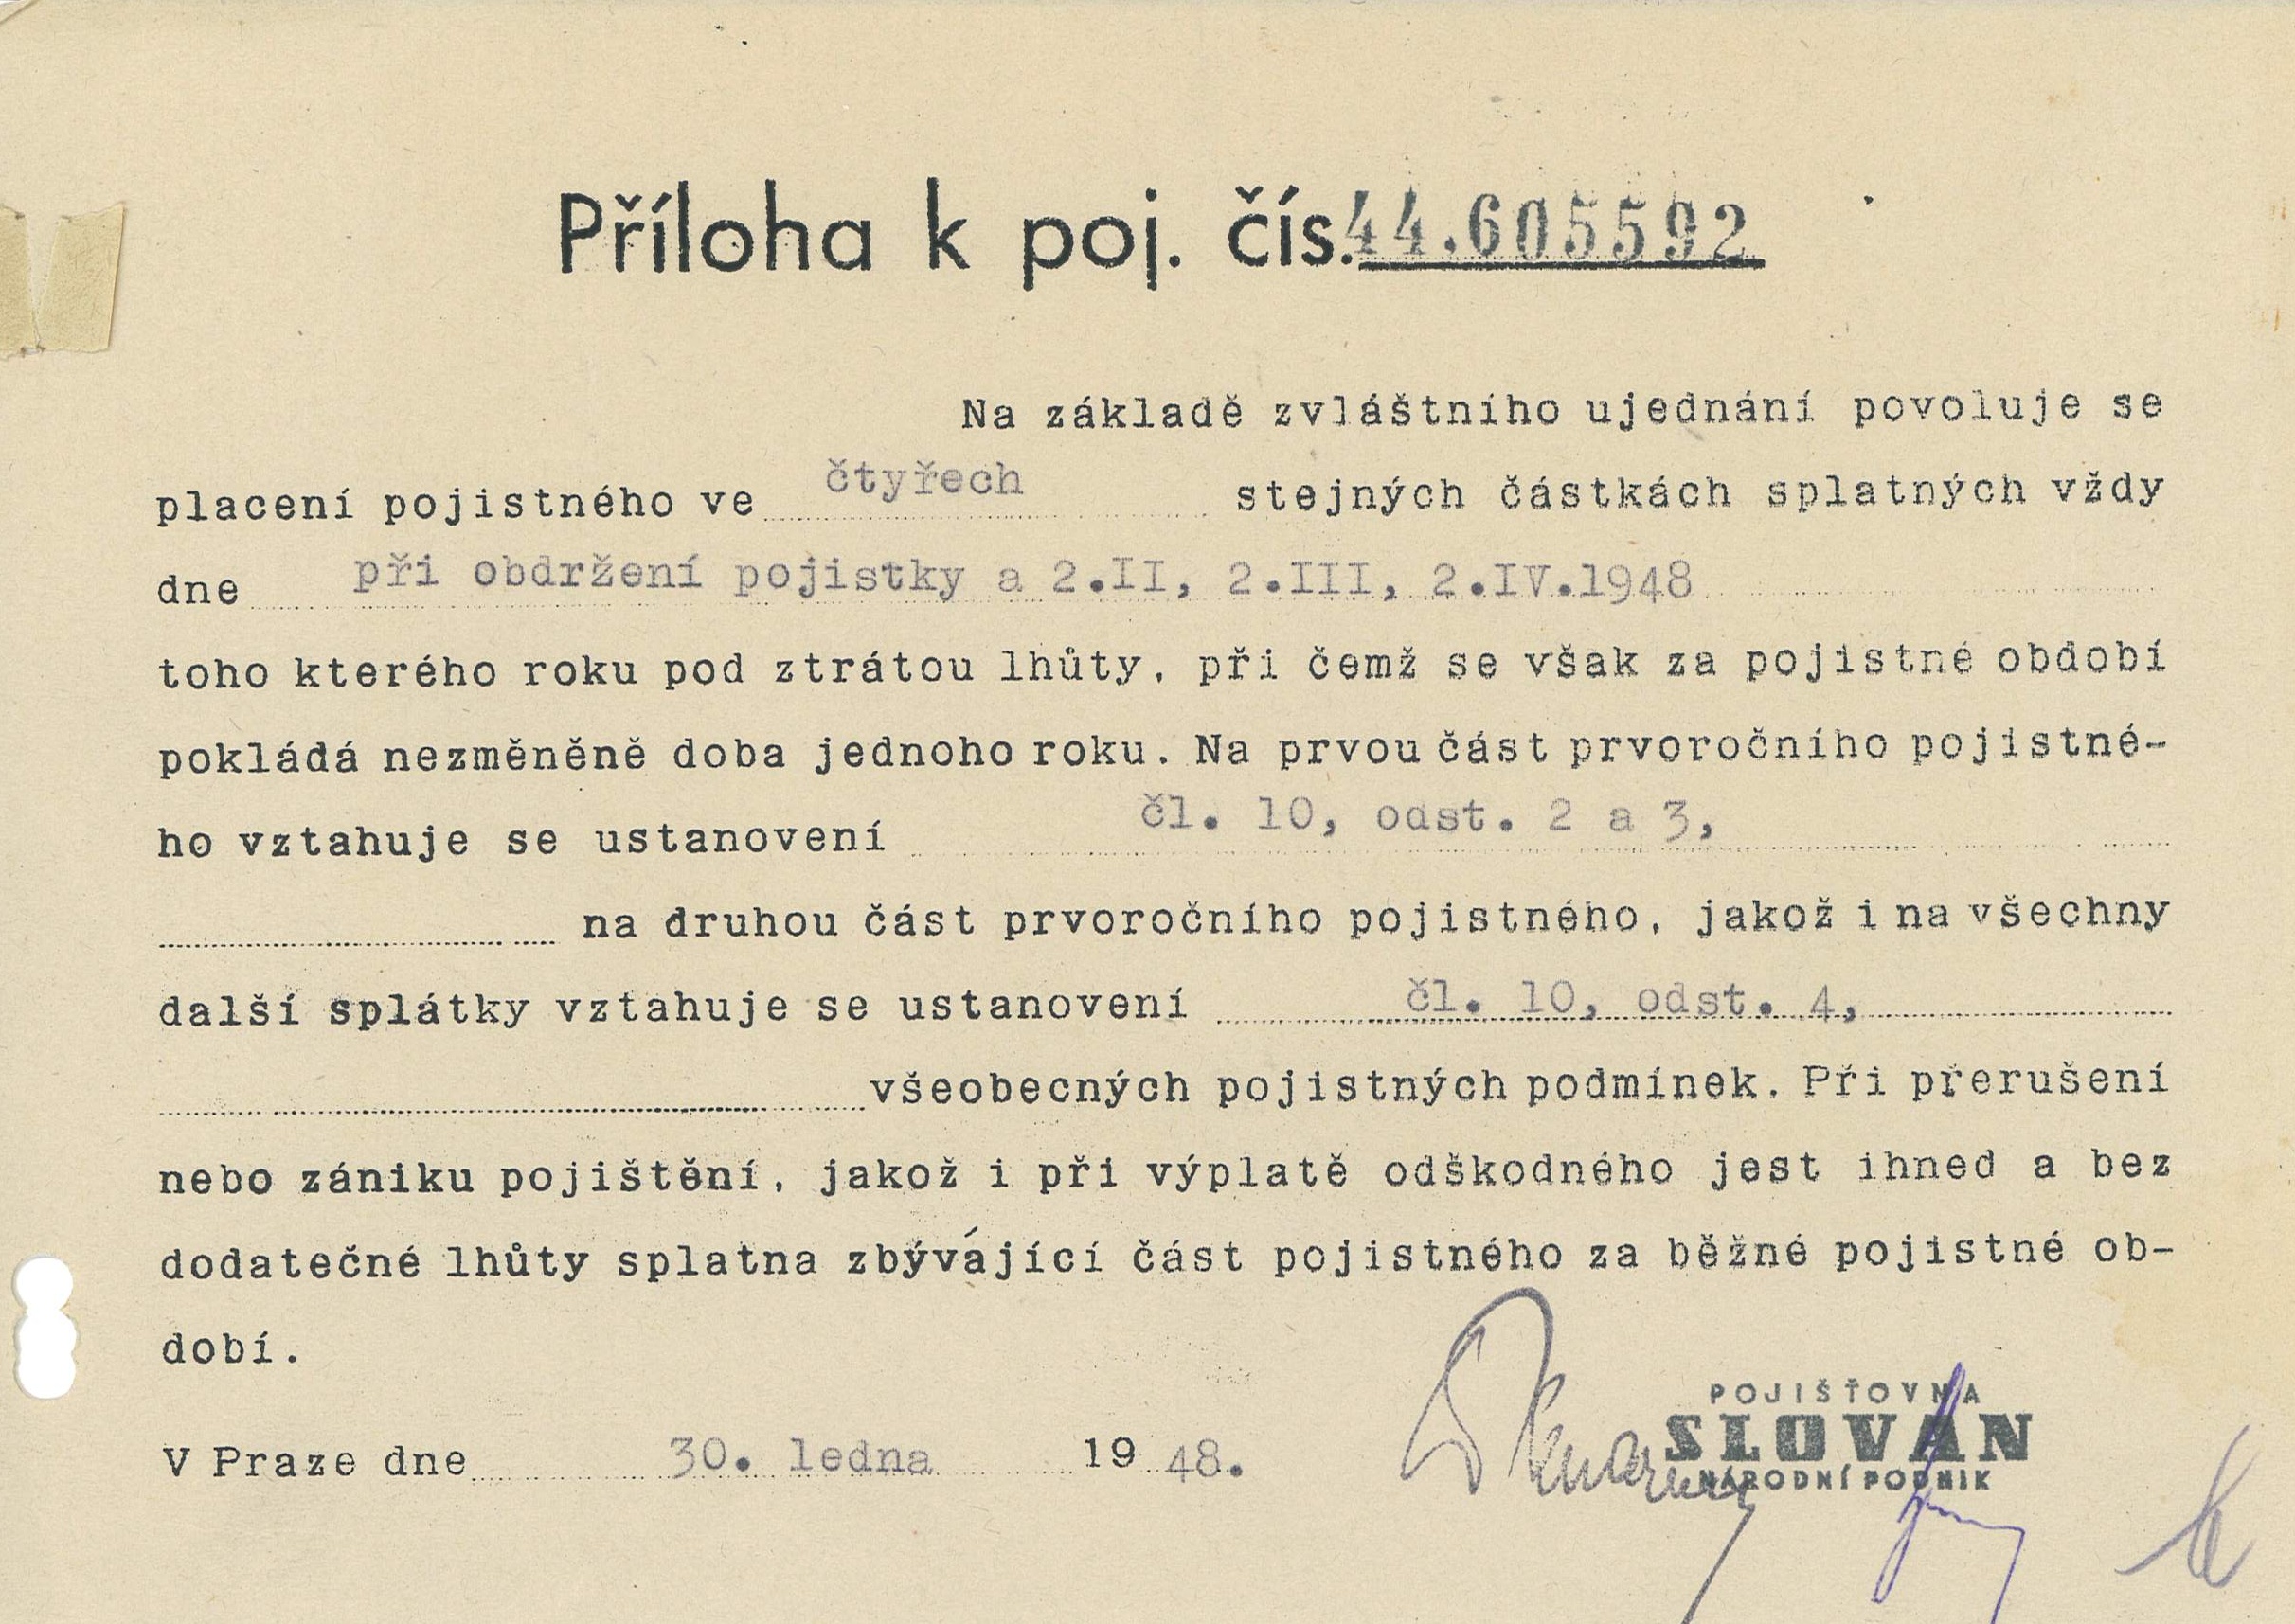 Příloha k poj. čís. 44.605592
Na základě zvláštního ujednání povoluje se
placení pojistného ve čtyřech stejných částkách splatných vždy
dne při obdržení pojistky a 2.II, 2.III, 2.IV.1948
toho kterého roku pod ztrátou lhůty, při čemž se však za pojistné období
pokládá nezměněně doba jednoho roku. Na prvou část prvoročního pojistné-
ho vztahuje se ustanovení čl. 10, odst. 2 a 3,
na druhou část prvoročního pojistného, jakož i na všechny
další splátky vztahuje se ustanovení čl. 10, odst. 4,
všeobecných pojistných podmínek. Při přerušení
nebo zániku pojištění, jakož i při výplatě odškodného jest ihned a bez
dodatečné lhůty splatna zbývající část pojistného za běžné pojistné ob-
dobí.
POJIŠŤOVNA
SLOVAN
NÁRODNÍ PODNIK
V Praze dne 30. ledna 19 48.